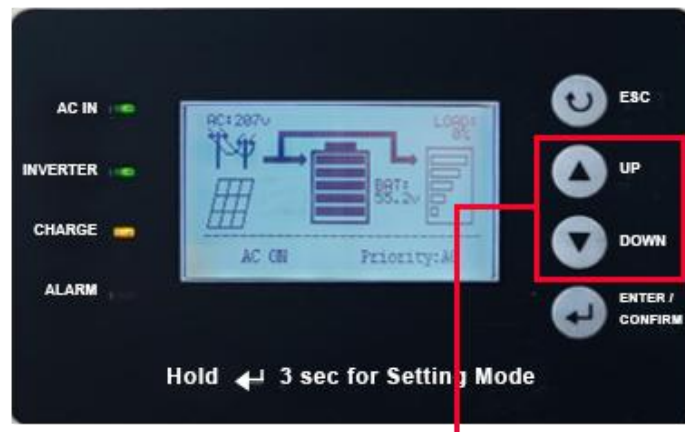 AC IN
INVERTER
CHARGE
ALARM
AC:207v
LOAD:
0%
BAT:
55.2v
AC ON
Priority:AC
ESC
UP
DOWN
ENTER /
CONFIRM
Hold ↵ 3 sec for Setting Mode